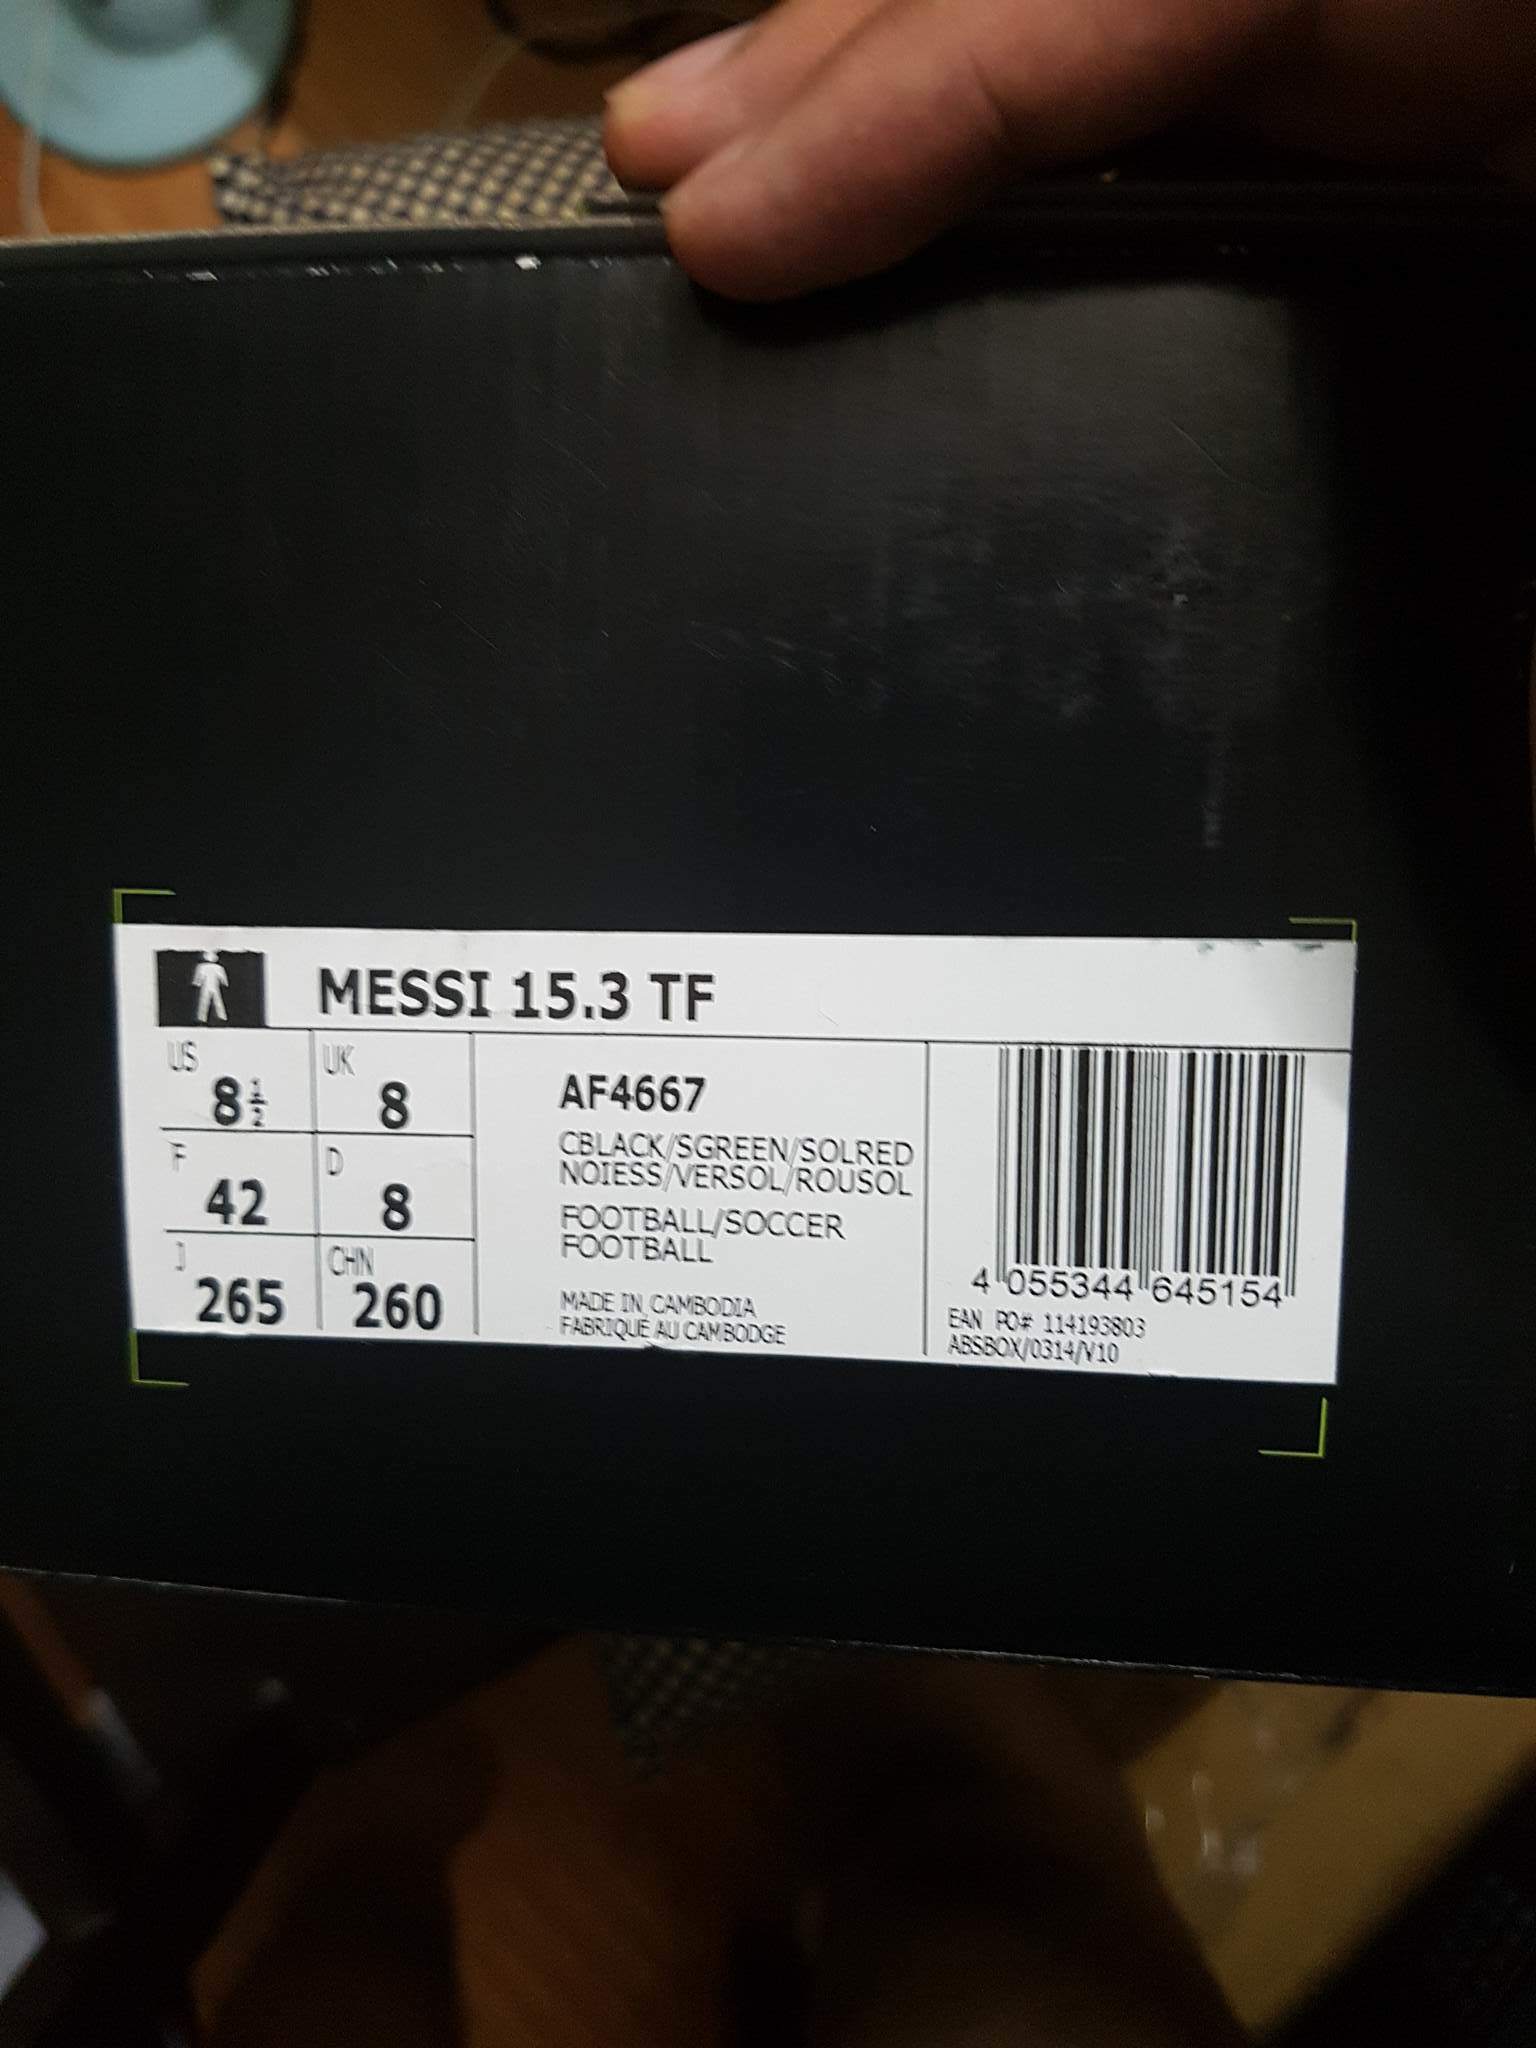 MESSI 15.3 TF
US 8½ UK 8
F 42 D 8
J 265 CHN 260
AF4667
CBLACK/SGREEN/SOLRED
NOIESS/VERSOL/ROUSOL
FOOTBALL/SOCCER
FOOTBALL
MADE IN CAMBODIA
FABRIQUÉ AU CAMBODGE
4 055344 645154
EAN PO# 114193803
ABSBOX/0314/V10